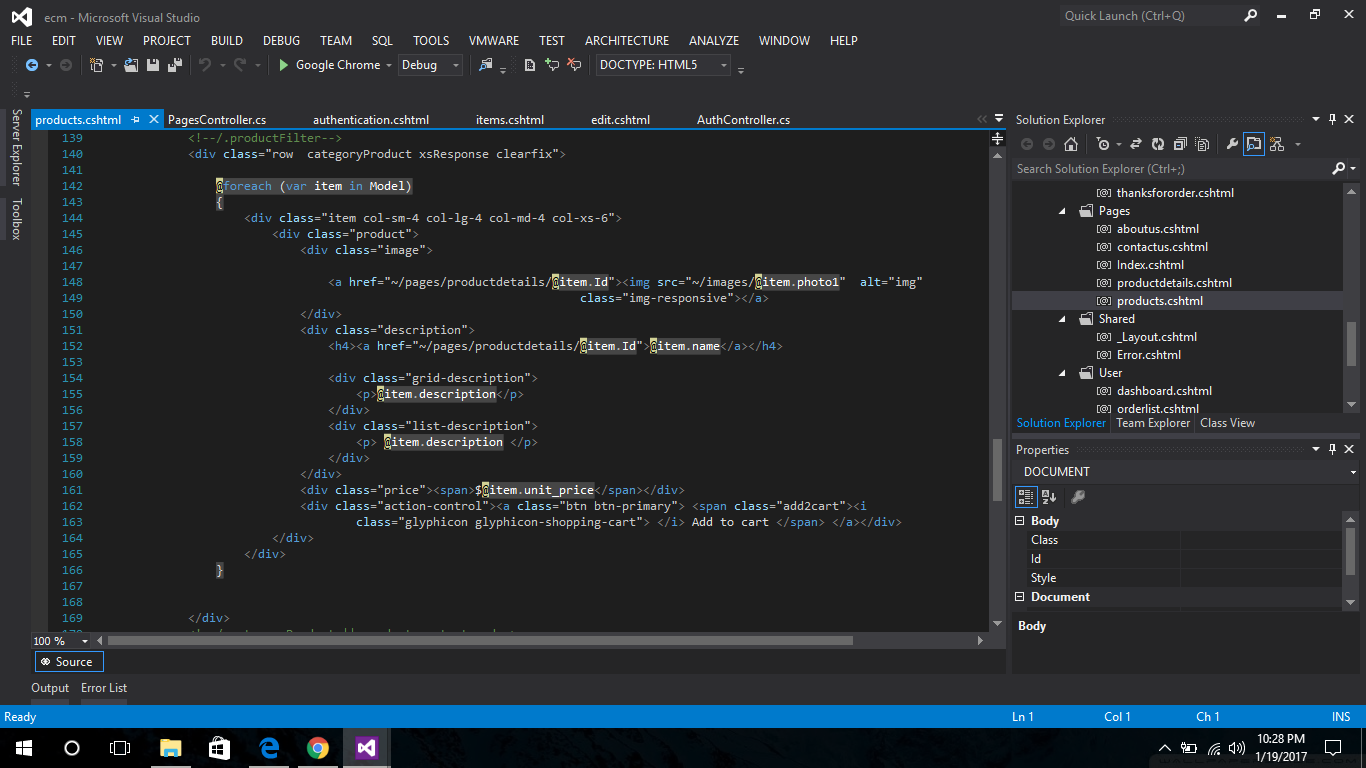 ecm - Microsoft Visual Studio
Quick Launch (Ctrl+Q)
FILE EDIT VIEW PROJECT BUILD DEBUG TEAM SQL TOOLS VMWARE TEST ARCHITECTURE ANALYZE WINDOW HELP
Google Chrome Debug DOCTYPE: HTML5
Server Explorer
Toolbox
products.cshtml PagesController.cs authentication.cshtml items.cshtml edit.cshtml AuthController.cs
139 <!--/.productFilter-->
140 <div class="row  categoryProduct xsResponse clearfix">
141
142 @foreach (var item in Model)
143 {
144 <div class="item col-sm-4 col-lg-4 col-md-4 col-xs-6">
145 <div class="product">
146 <div class="image">
147
148 <a href="~/pages/productdetails/@item.Id"><img src="~/images/@item.photo1"  alt="img"
149 class="img-responsive"></a>
150 </div>
151 <div class="description">
152 <h4><a href="~/pages/productdetails/@item.Id">@item.name</a></h4>
153
154 <div class="grid-description">
155 <p>@item.description</p>
156 </div>
157 <div class="list-description">
158 <p> @item.description </p>
159 </div>
160 </div>
161 <div class="price"><span>$@item.unit_price</span></div>
162 <div class="action-control"><a class="btn btn-primary"> <span class="add2cart"><i
163 class="glyphicon glyphicon-shopping-cart"> </i> Add to cart </span> </a></div>
164 </div>
165 </div>
166 }
167
168
169 </div>
100 %
Source
Output Error List
Solution Explorer
Search Solution Explorer (Ctrl+;)
thanksfororder.cshtml
Pages
aboutus.cshtml
contactus.cshtml
Index.cshtml
productdetails.cshtml
products.cshtml
Shared
_Layout.cshtml
Error.cshtml
User
dashboard.cshtml
orderlist.cshtml
Solution Explorer Team Explorer Class View
Properties
DOCUMENT
Body
Class
Id
Style
Document
Body
Ready Ln 1 Col 1 Ch 1 INS
10:28 PM
1/19/2017